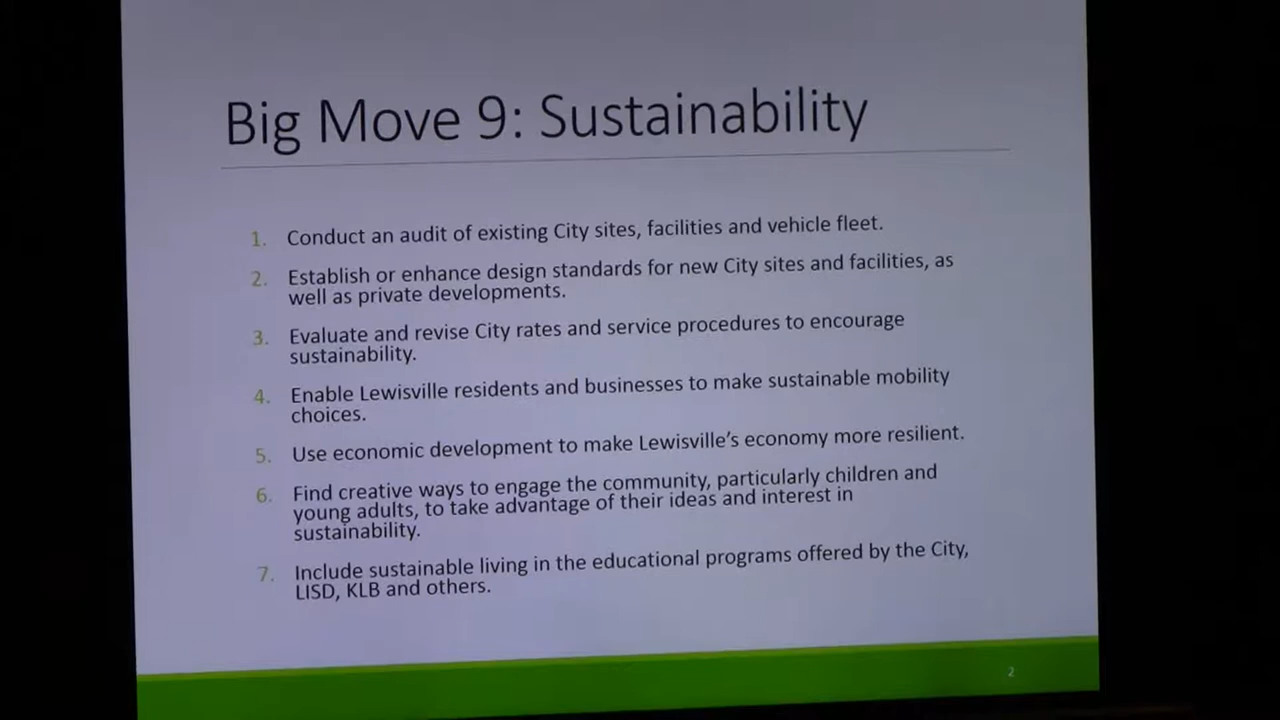 Big Move 9: Sustainability
1. Conduct an audit of existing City sites, facilities and vehicle fleet.
2. Establish or enhance design standards for new City sites and facilities, as
well as private developments.
3. Evaluate and revise City rates and service procedures to encourage
sustainability.
4. Enable Lewisville residents and businesses to make sustainable mobility
choices.
5. Use economic development to make Lewisville’s economy more resilient.
6. Find creative ways to engage the community, particularly children and
young adults, to take advantage of their ideas and interest in
sustainability.
7. Include sustainable living in the educational programs offered by the City,
LISD, KLB and others.
2